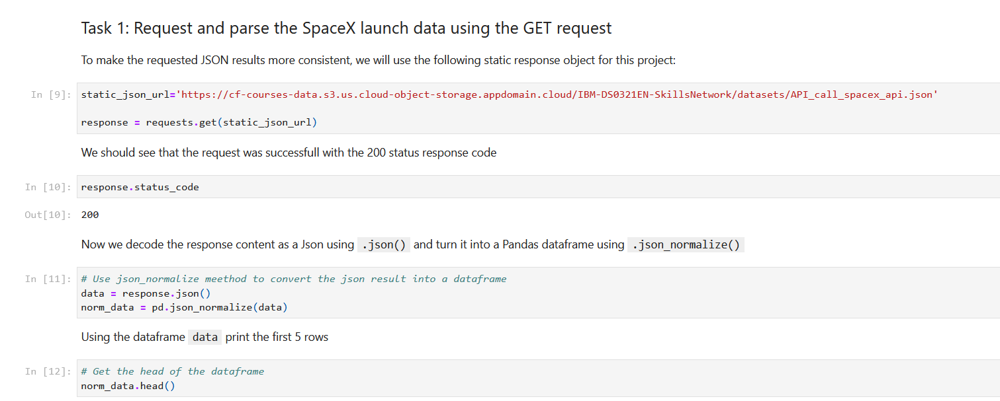 Task 1: Request and parse the SpaceX launch data using the GET request
To make the requested JSON results more consistent, we will use the following static response object for this project:
In [9]: static_json_url='https://cf-courses-data.s3.us.cloud-object-storage.appdomain.cloud/IBM-DS0321EN-SkillsNetwork/datasets/API_call_spacex_api.json'
response = requests.get(static_json_url)
We should see that the request was successfull with the 200 status response code
In [10]: response.status_code
Out[10]: 200
Now we decode the response content as a Json using .json() and turn it into a Pandas dataframe using .json_normalize()
In [11]: # Use json_normalize meethod to convert the json result into a dataframe
data = response.json()
norm_data = pd.json_normalize(data)
Using the dataframe data print the first 5 rows
In [12]: # Get the head of the dataframe
norm_data.head()